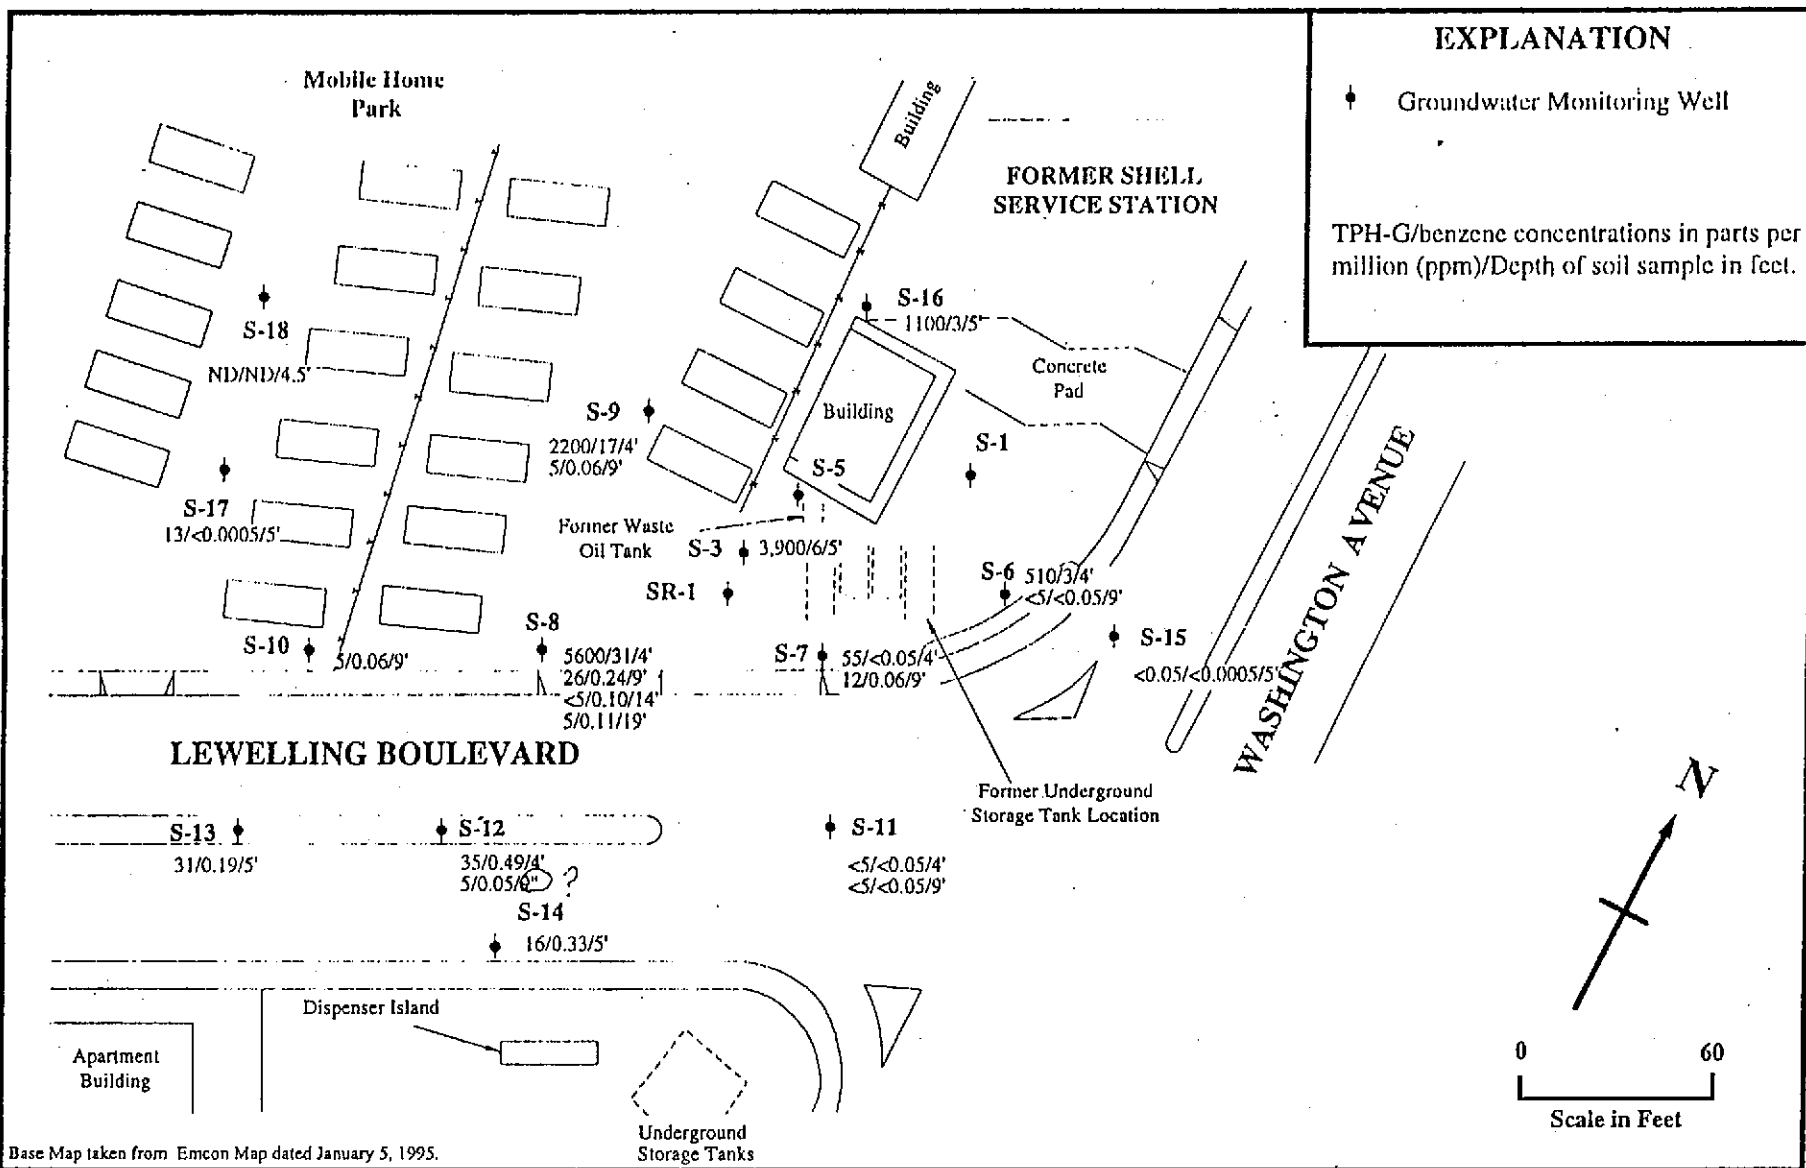 EXPLANATION
Groundwater Monitoring Well
TPH-G/benzene concentrations in parts per
million (ppm)/Depth of soil sample in feet.
Mobile Home
Park
Building
FORMER SHELL
SERVICE STATION
S-18
ND/ND/4.5'
S-16
1100/3/5'
Concrete
Pad
Building
S-9
2200/17/4'
5/0.06/9'
S-1
S-5
S-17
13/<0.0005/5'
Former Waste
Oil Tank
S-3
3,900/6/5'
SR-1
S-6
510/3/4'
<5/<0.05/9'
S-10
5/0.06/9'
S-8
5600/31/4'
26/0.24/9'
<5/0.10/14'
5/0.11/19'
S-7
55/<0.05/4'
12/0.06/9'
S-15
<0.05/<0.0005/5'
WASHINGTON AVENUE
LEWELLING BOULEVARD
Former Underground
Storage Tank Location
N
S-13
31/0.19/5'
S-12
35/0.49/4'
5/0.05/9" ?
S-11
<5/<0.05/4'
<5/<0.05/9'
S-14
16/0.33/5'
Dispenser Island
Apartment
Building
Underground
Storage Tanks
0 60
Scale in Feet
Base Map taken from Emcon Map dated January 5, 1995.